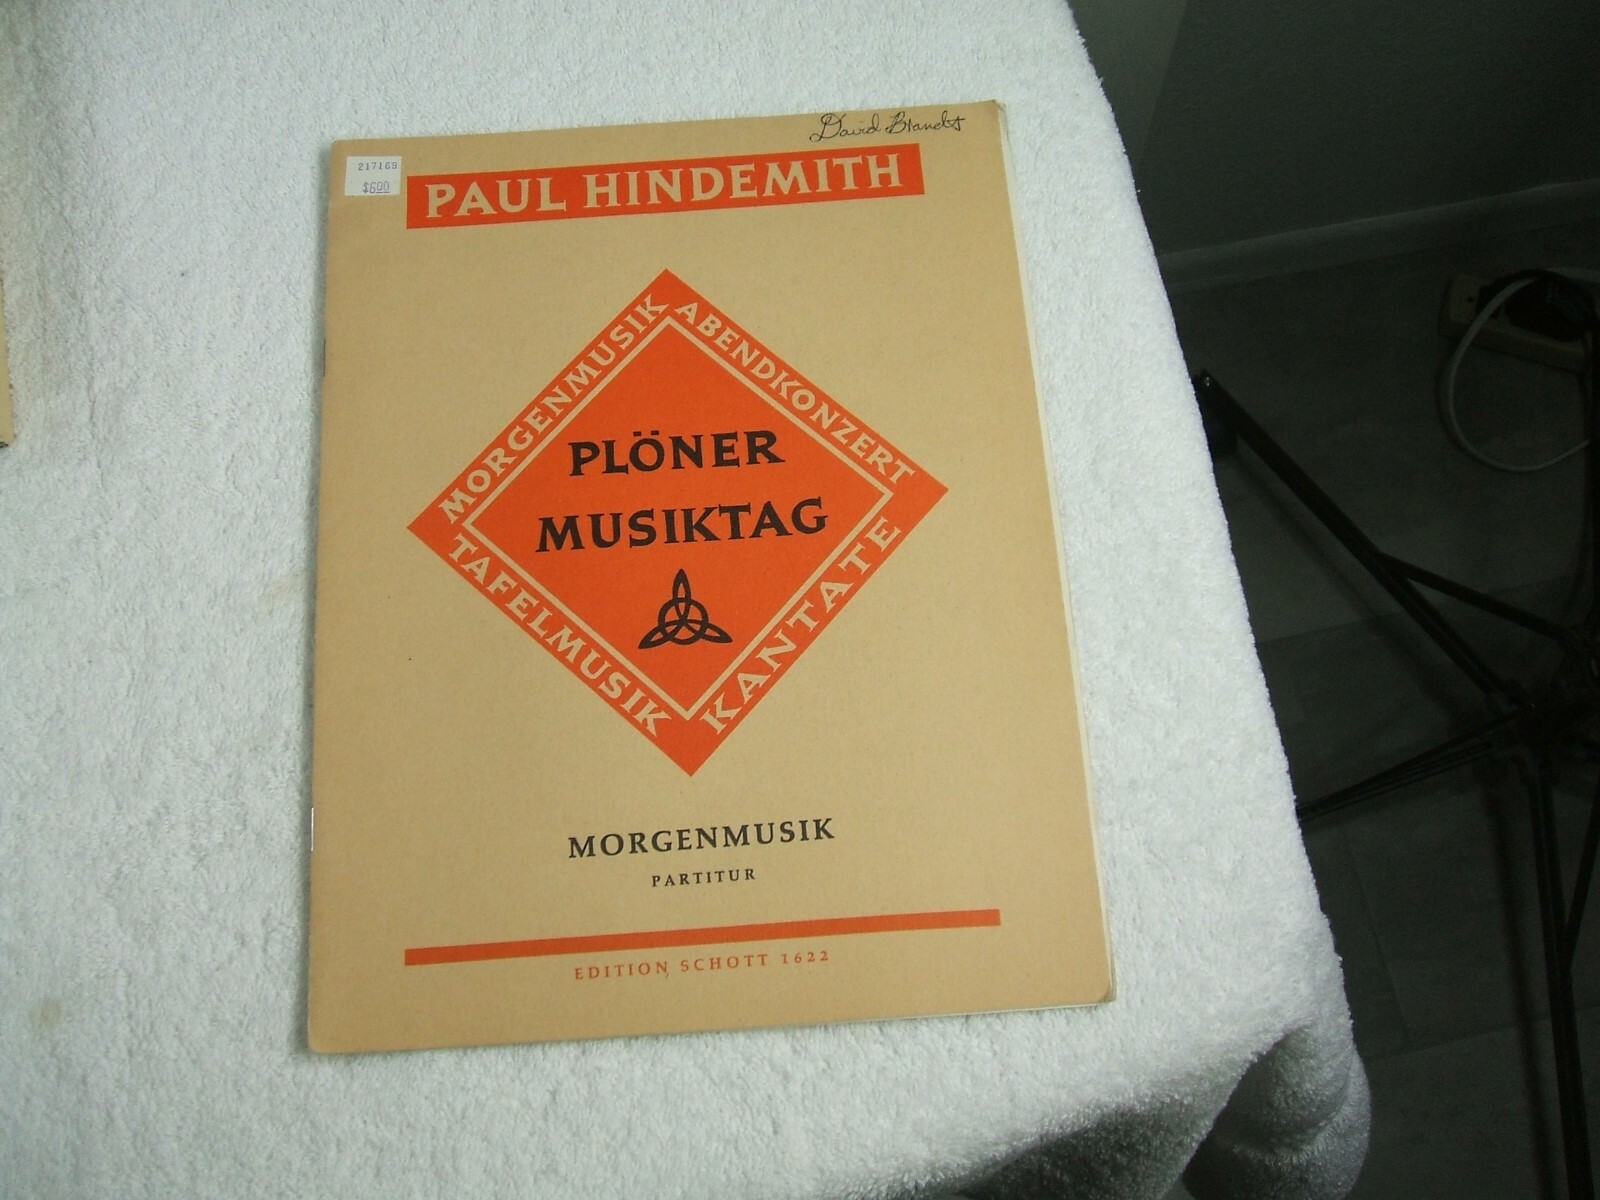 David Brandt
217169
$6.00
PAUL HINDEMITH
MORGENMUSIK
ABENDKONZERT
PLÖNER
MUSIKTAG
TAFELMUSIK
KANTATE
MORGENMUSIK
PARTITUR
EDITION SCHOTT 1622